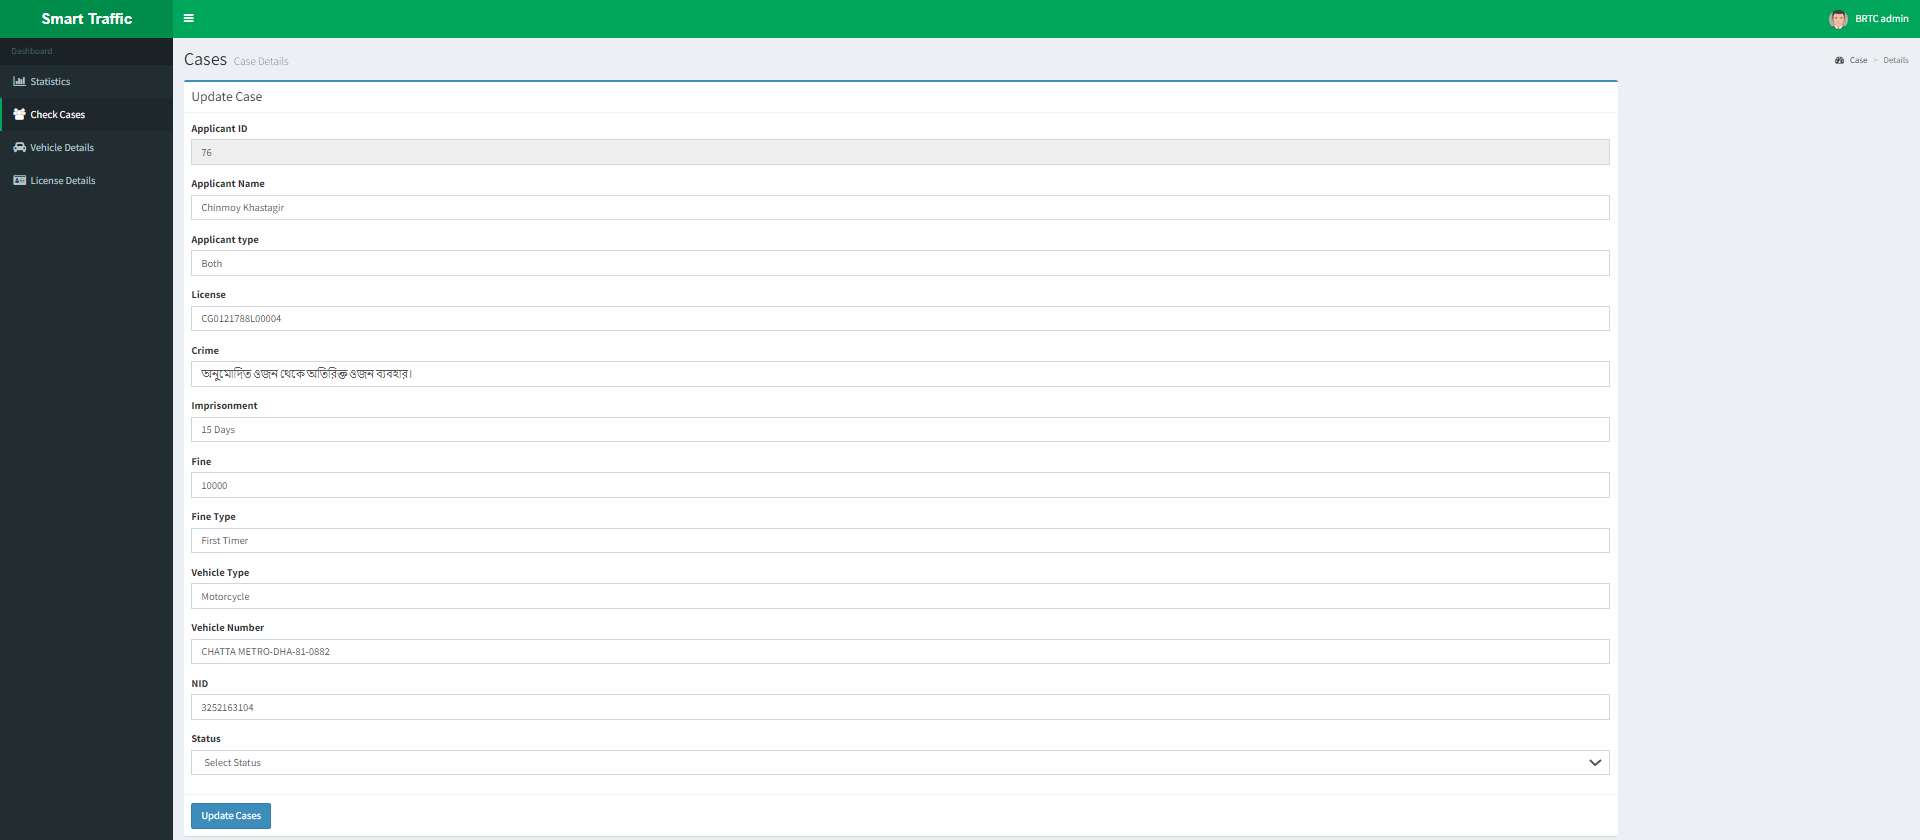 Smart Traffic
BRTC admin
Dashboard
Statistics
Check Cases
Vehicle Details
License Details
Cases Case Details
Case > Details
Update Case
Applicant ID
76
Applicant Name
Chinmoy Khastagir
Applicant type
Both
License
CG0121788L00004
Crime
অনুমোদিত ওজন থেকে অতিরিক্ত ওজন ব্যবহার।
Imprisonment
15 Days
Fine
10000
Fine Type
First Timer
Vehicle Type
Motorcycle
Vehicle Number
CHATTA METRO-DHA-81-0882
NID
3252163104
Status
Select Status
Update Cases